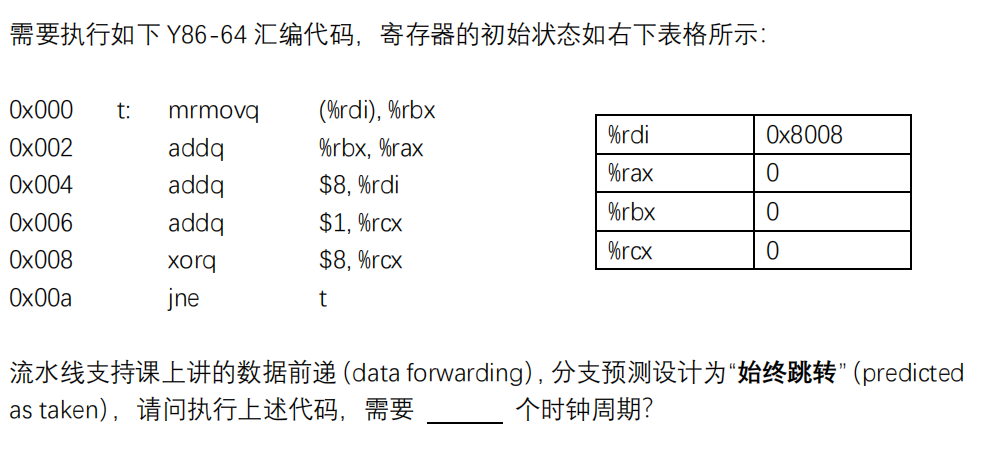 需要执行如下 Y86-64 汇编代码，寄存器的初始状态如右下表格所示：
0x000 t: mrmovq (%rdi), %rbx
0x002 addq %rbx, %rax
0x004 addq $8, %rdi
0x006 addq $1, %rcx
0x008 xorq $8, %rcx
0x00a jne t
%rdi 0x8008
%rax 0
%rbx 0
%rcx 0
流水线支持课上讲的数据前递（data forwarding），分支预测设计为“始终跳转”（predicted
as taken），请问执行上述代码，需要 ______ 个时钟周期？